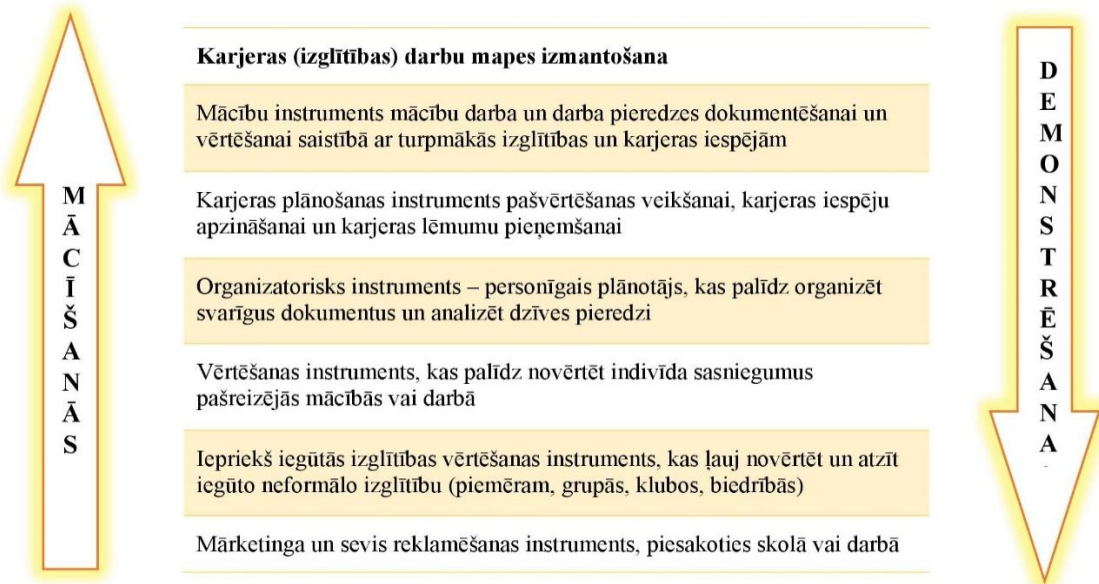 MĀCĪŠANĀS
Karjeras (izglītības) darbu mapes izmantošana
Mācību instruments mācību darba un darba pieredzes dokumentēšanai un
vērtēšanai saistībā ar turpmākās izglītības un karjeras iespējām
Karjeras plānošanas instruments pašvērtēšanas veikšanai, karjeras iespēju
apzināšanai un karjeras lēmumu pieņemšanai
Organizatorisks instruments – personīgais plānotājs, kas palīdz organizēt
svarīgus dokumentus un analizēt dzīves pieredzi
Vērtēšanas instruments, kas palīdz novērtēt indivīda sasniegumus
pašreizējās mācībās vai darbā
Iepriekš iegūtās izglītības vērtēšanas instruments, kas ļauj novērtēt un atzīt
iegūto neformālo izglītību (piemēram, grupās, klubos, biedrībās)
Mārketinga un sevis reklamēšanas instruments, piesakoties skolā vai darbā
DEMONSTRĒŠANA